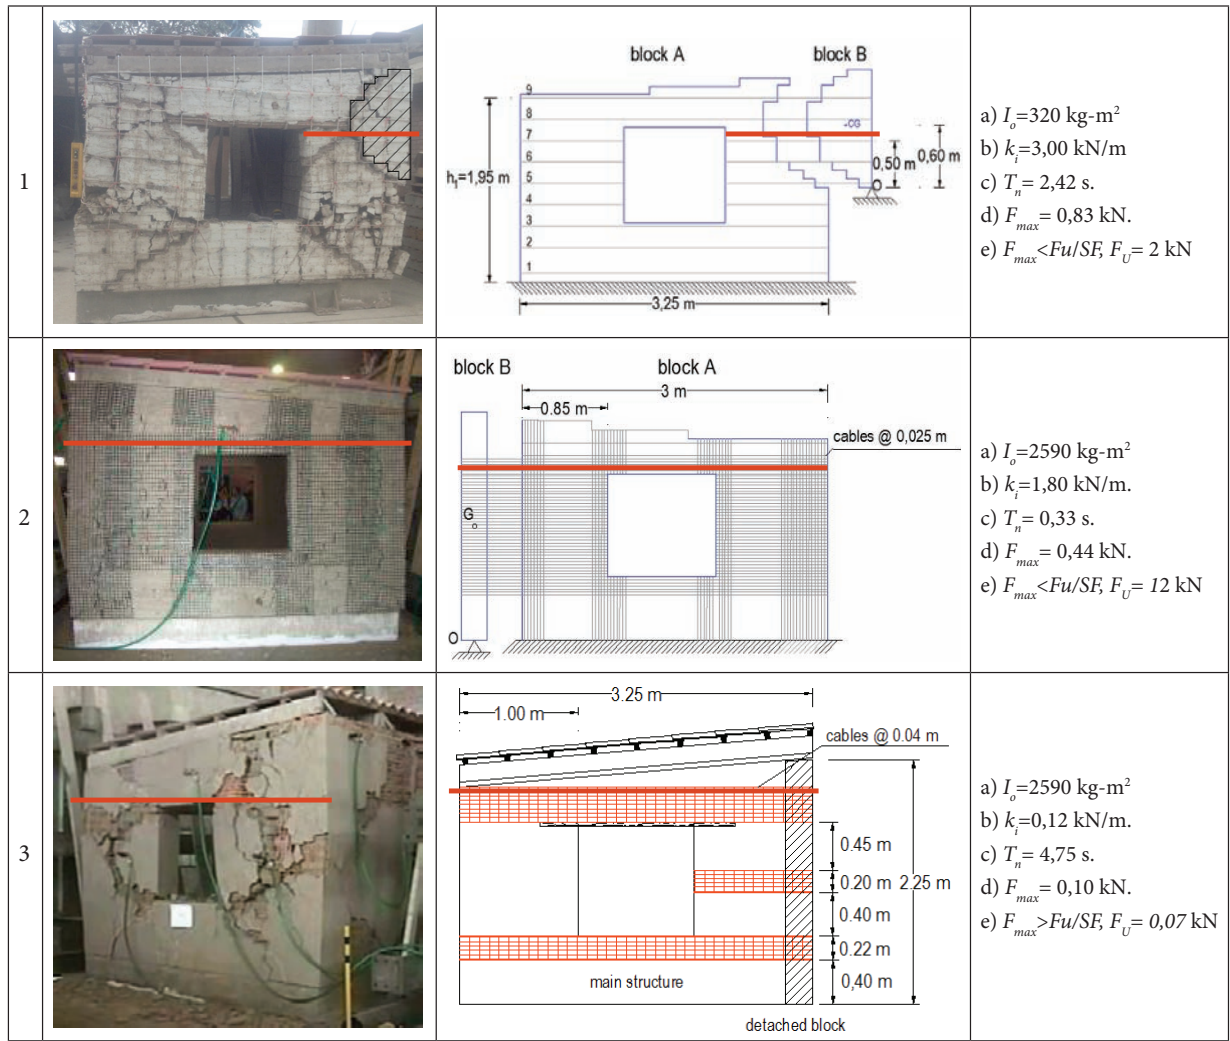 1
block A
block B
9
8
7
6
5
4
3
2
1
CG
h₁=1,95 m
0,50 m
0,60 m
O
3,25 m
a) Iₒ=320 kg-m²
b) kᵢ=3,00 kN/m
c) Tₙ= 2,42 s.
d) Fₘₐₓ= 0,83 kN.
e) Fₘₐₓ<Fu/SF, F_U= 2 kN
2
block B
block A
3 m
0.85 m
cables @ 0,025 m
G
O
a) Iₒ=2590 kg-m²
b) kᵢ=1,80 kN/m.
c) Tₙ= 0,33 s.
d) Fₘₐₓ= 0,44 kN.
e) Fₘₐₓ<Fu/SF, F_U= 12 kN
3
3.25 m
1.00 m
cables @ 0.04 m
0.45 m
0.20 m
2.25 m
0.40 m
0.22 m
0,40 m
main structure
detached block
a) Iₒ=2590 kg-m²
b) kᵢ=0,12 kN/m.
c) Tₙ= 4,75 s.
d) Fₘₐₓ= 0,10 kN.
e) Fₘₐₓ>Fu/SF, F_U= 0,07 kN